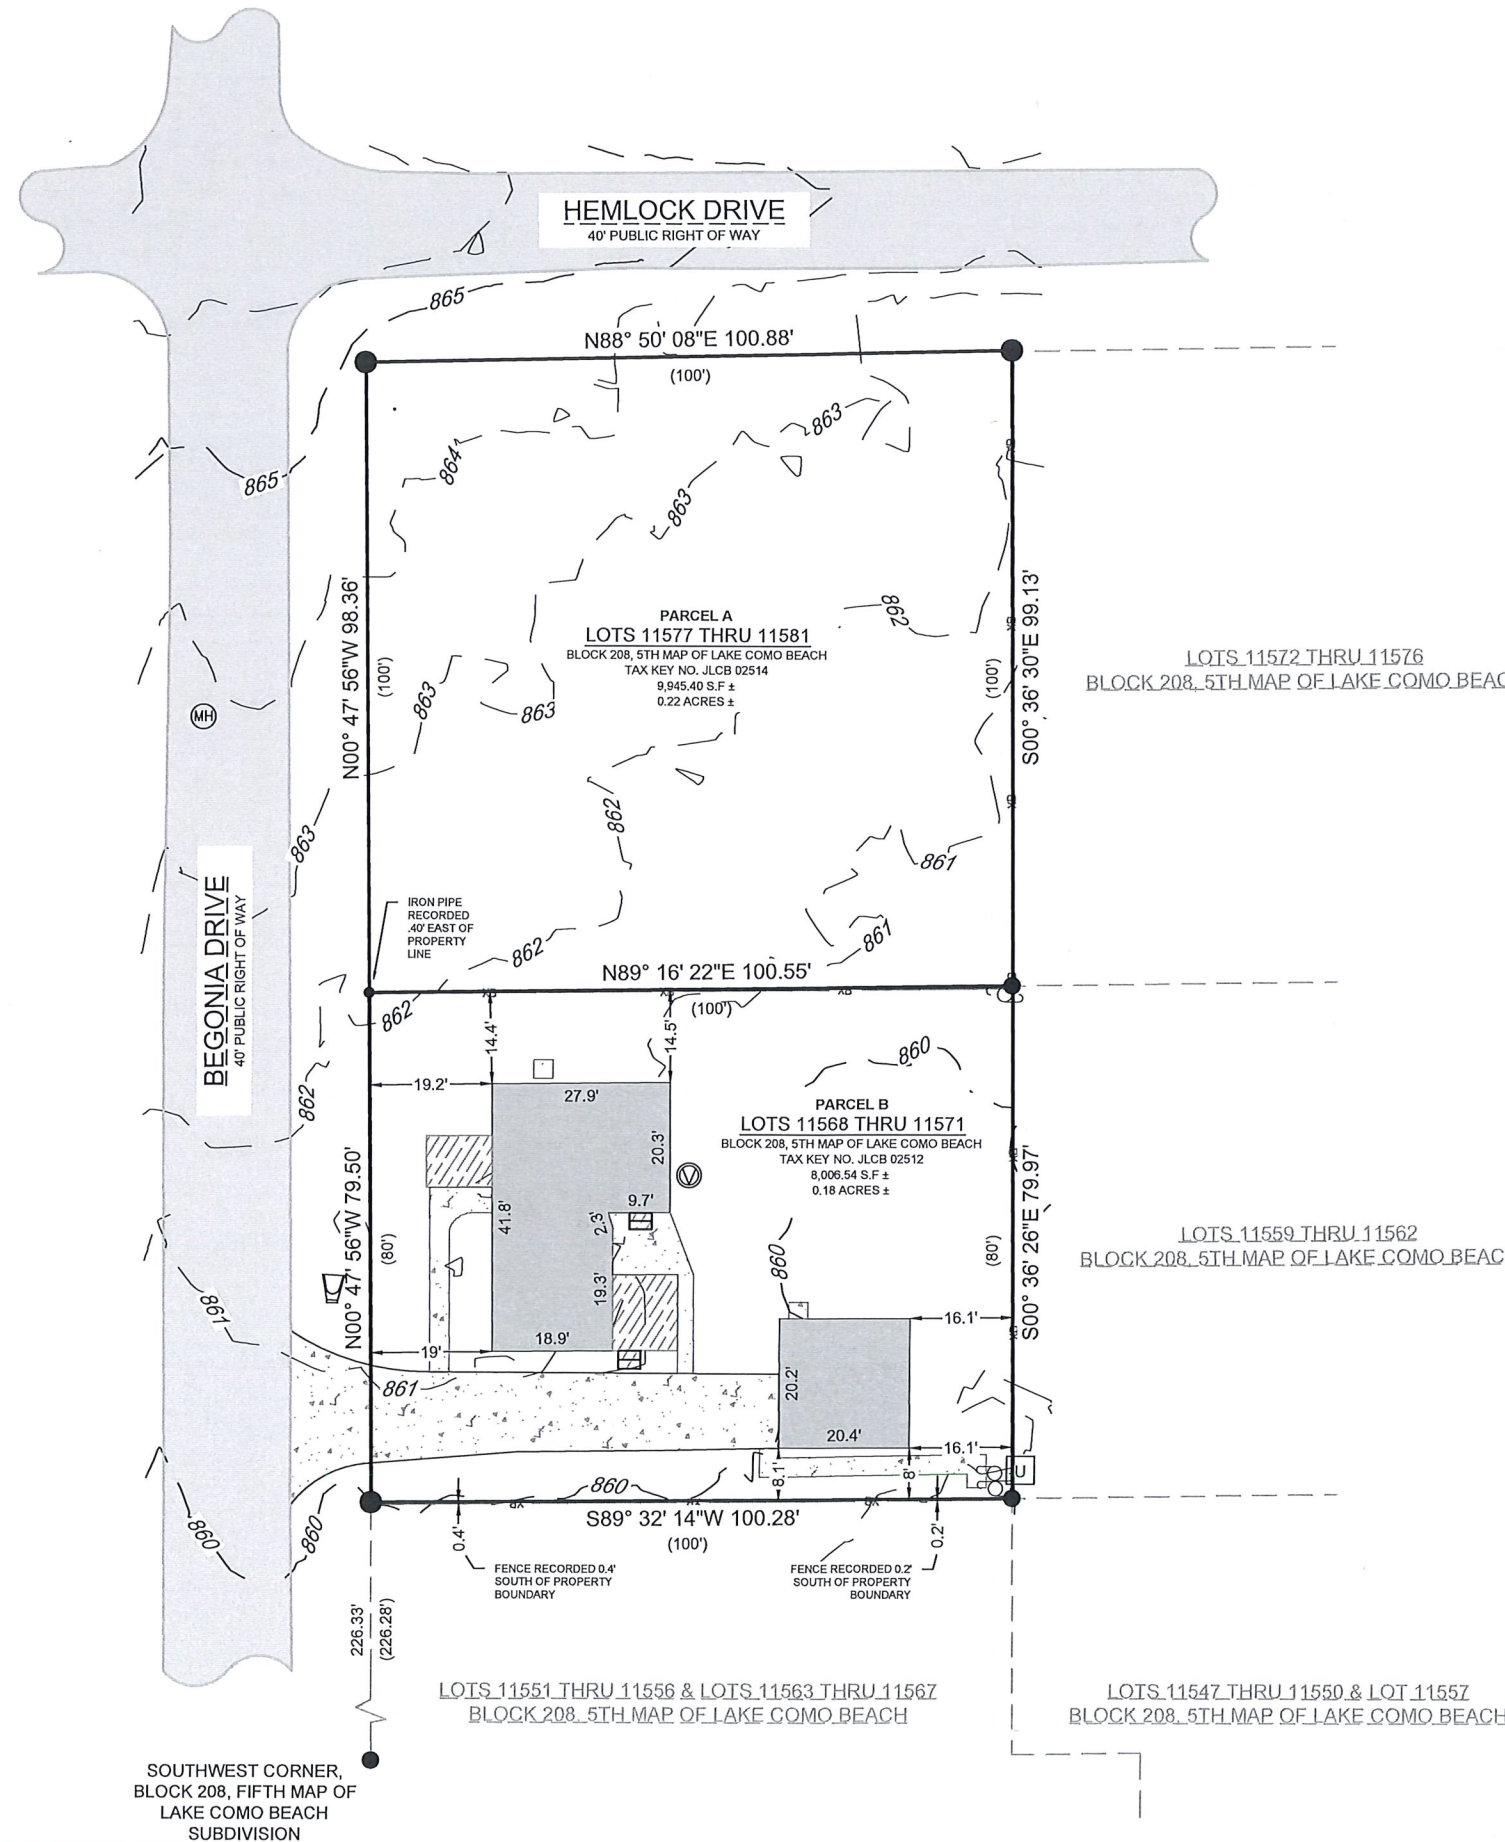 HEMLOCK DRIVE
40' PUBLIC RIGHT OF WAY
865
N88° 50' 08"E 100.88'
(100')
863
864
865
863
N00° 47' 56"W 98.36'
(100')
S00° 36' 30"E 99.13'
(100')
862
PARCEL A
LOTS 11577 THRU 11581
BLOCK 208, 5TH MAP OF LAKE COMO BEACH
TAX KEY NO. JLCB 02514
9,945.40 S.F ±
0.22 ACRES ±
LOTS 11572 THRU 11576
BLOCK 208, 5TH MAP OF LAKE COMO BEAC
863
863
MH
862
863
861
BEGONIA DRIVE
40' PUBLIC RIGHT OF WAY
IRON PIPE
RECORDED
.40' EAST OF
PROPERTY
LINE
862
861
N89° 16' 22"E 100.55'
(100')
862
14.4'
14.5'
860
19.2'
27.9'
862
PARCEL B
LOTS 11568 THRU 11571
BLOCK 208, 5TH MAP OF LAKE COMO BEACH
TAX KEY NO. JLCB 02512
8,006.54 S.F ±
0.18 ACRES ±
20.3'
V
9.7'
41.8'
2.3'
N00° 47' 56"W 79.50'
(80')
S00° 36' 26"E 79.97'
(80')
LOTS 11559 THRU 11562
BLOCK 208, 5TH MAP OF LAKE COMO BEAC
860
19.3'
861
16.1'
18.9'
19'
861
20.2'
20.4'
16.1'
8.1'
8'
U
860
S89° 32' 14"W 100.28'
(100')
860
860
0.4'
0.2'
FENCE RECORDED 0.4'
SOUTH OF PROPERTY
BOUNDARY
FENCE RECORDED 0.2'
SOUTH OF PROPERTY
BOUNDARY
226.33'
(226.28')
LOTS 11551 THRU 11556 & LOTS 11563 THRU 11567
BLOCK 208, 5TH MAP OF LAKE COMO BEACH
LOTS 11547 THRU 11550 & LOT 11557
BLOCK 208, 5TH MAP OF LAKE COMO BEACH
SOUTHWEST CORNER,
BLOCK 208, FIFTH MAP OF
LAKE COMO BEACH
SUBDIVISION